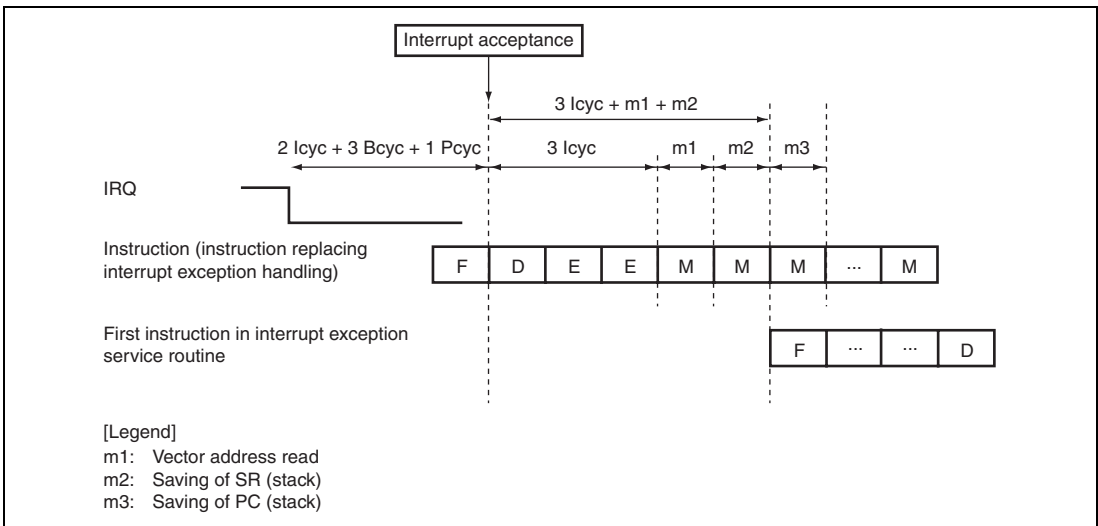 Interrupt acceptance
3 Icyc + m1 + m2
2 Icyc + 3 Bcyc + 1 Pcyc 3 Icyc m1 m2 m3
IRQ
Instruction (instruction replacing
interrupt exception handling)
F D E E M M M ... M
First instruction in interrupt exception
service routine
F ... ... D
[Legend]
m1: Vector address read
m2: Saving of SR (stack)
m3: Saving of PC (stack)